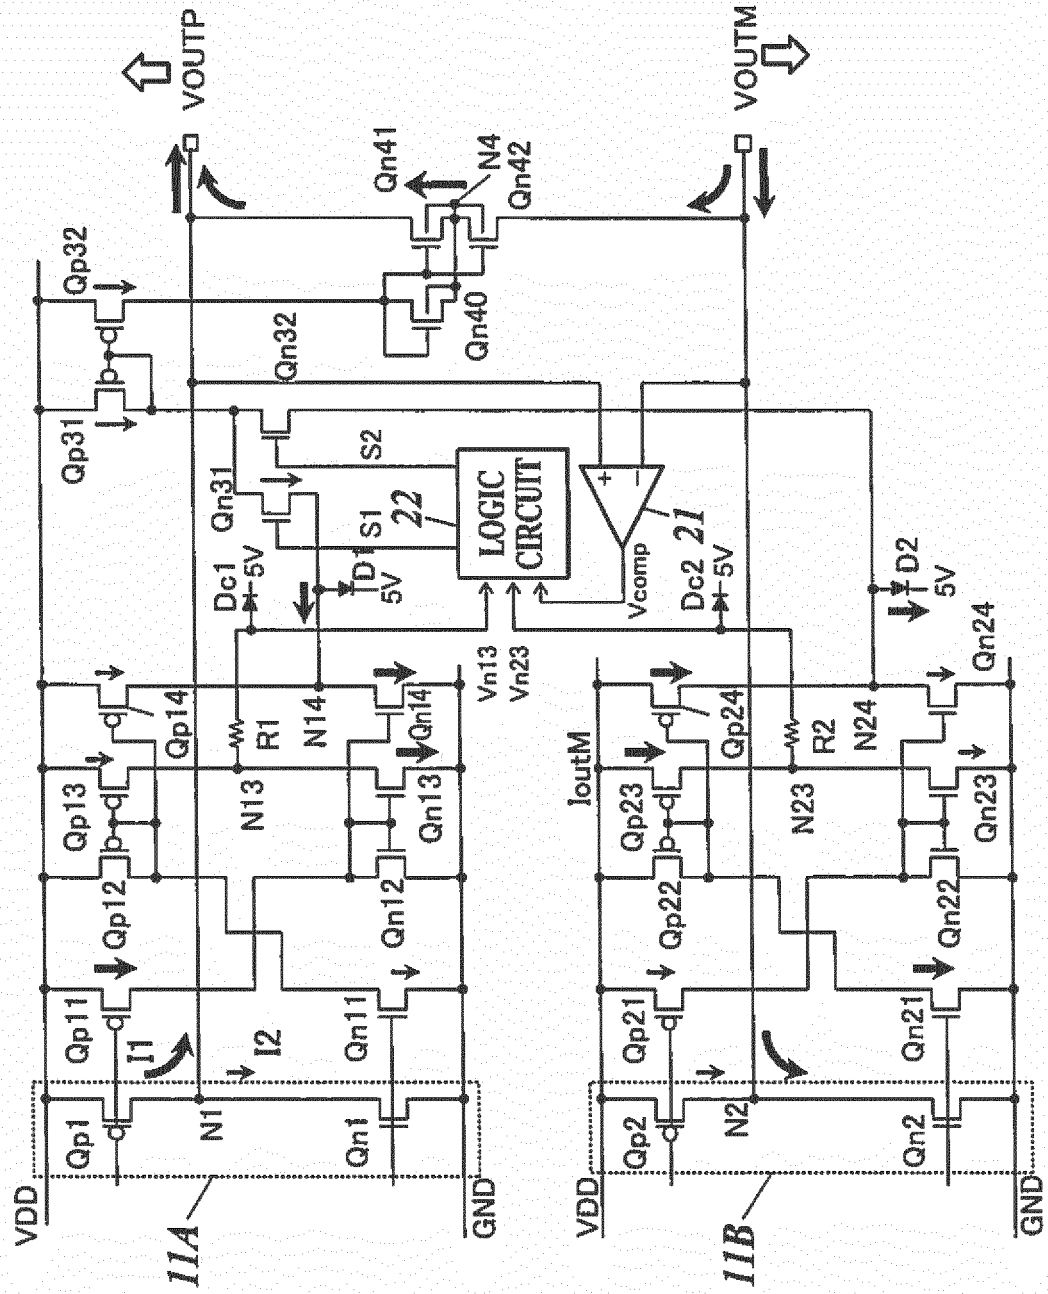 VDD
11A
GND
Qp1
N1
Qn1
I1
I2
Qp11
Qn11
Qp12
Qn12
Qp13
N13
Qn13
Qp14
R1
N14
Qn14
Dc1
5V
D1
5V
Vn13
Vn23
Qn31
S1
22
S2
LOGIC
CIRCUIT
Qp31
Qp32
Qn32
Qn40
Qn41
N4
Qn42
VOUTP
VOUTM
+
−
21
Vcomp
Dc2
5V
D2
5V
VDD
11B
GND
Qp2
N2
Qn2
Qp21
Qn21
Qp22
Qn22
IoutM
Qp23
N23
Qn23
Qp24
R2
N24
Qn24